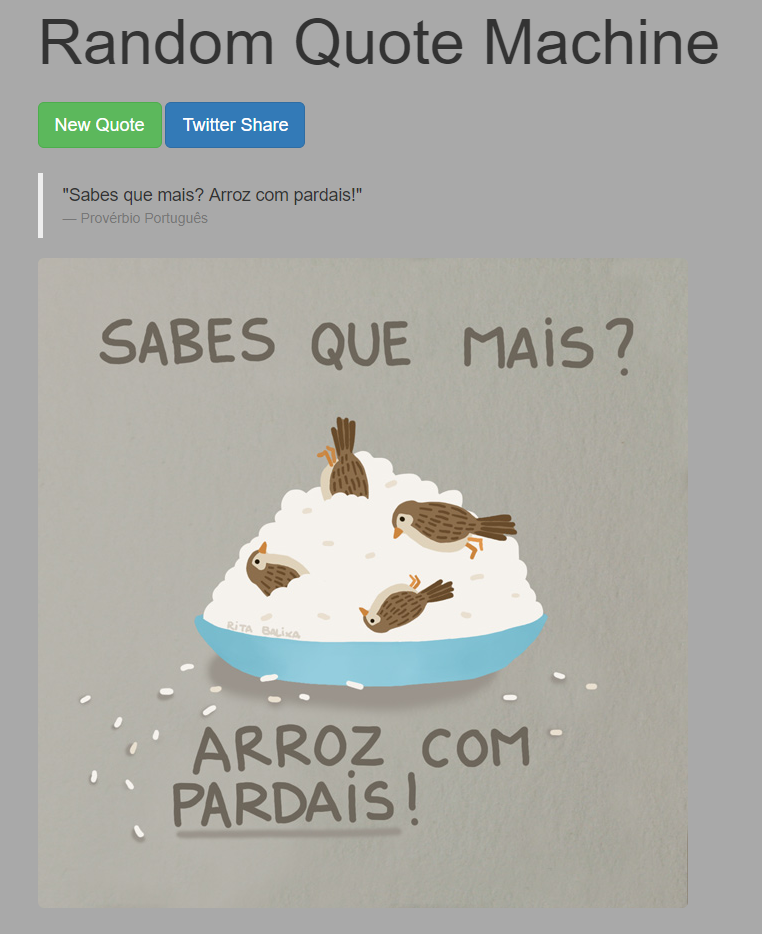 Random Quote Machine
New Quote Twitter Share
"Sabes que mais? Arroz com pardais!"
— Provérbio Português
SABES QUE MAIS?
RITA BALIXA
ARROZ COM
PARDAIS!